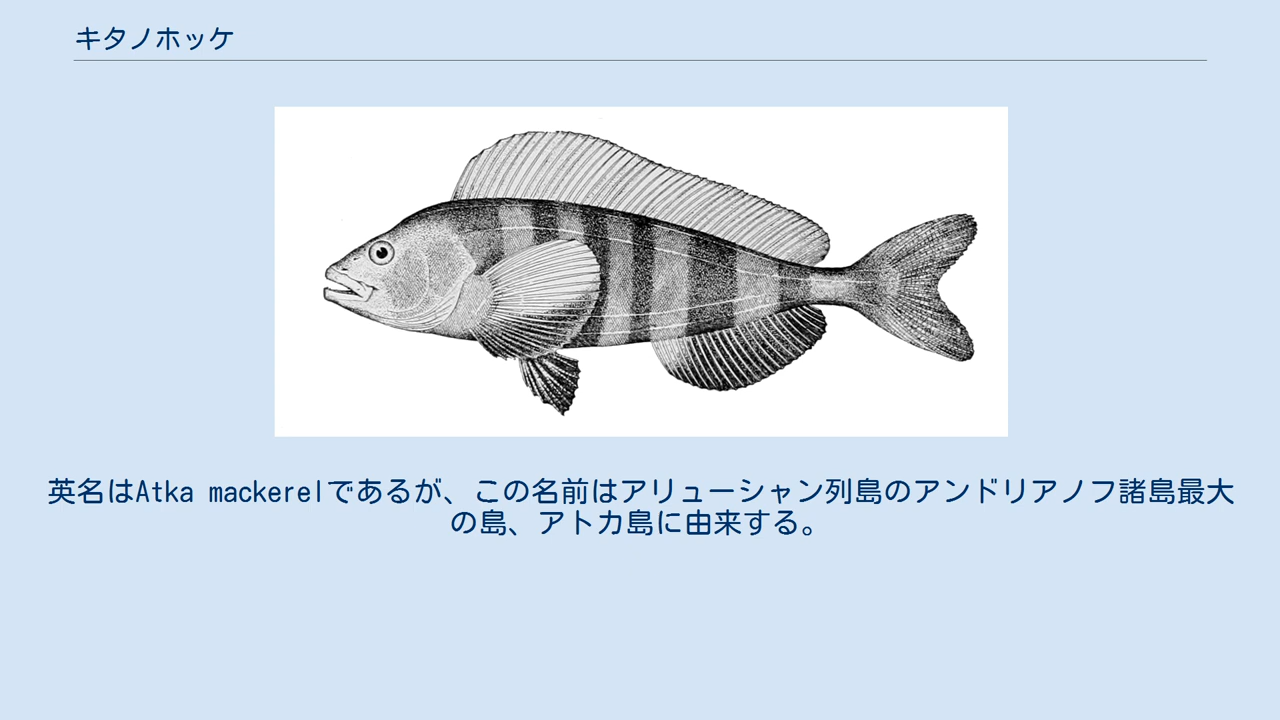 キタノホッケ
英名はAtka mackerelであるが、この名前はアリューシャン列島のアンドリアノフ諸島最大
の島、アトカ島に由来する。